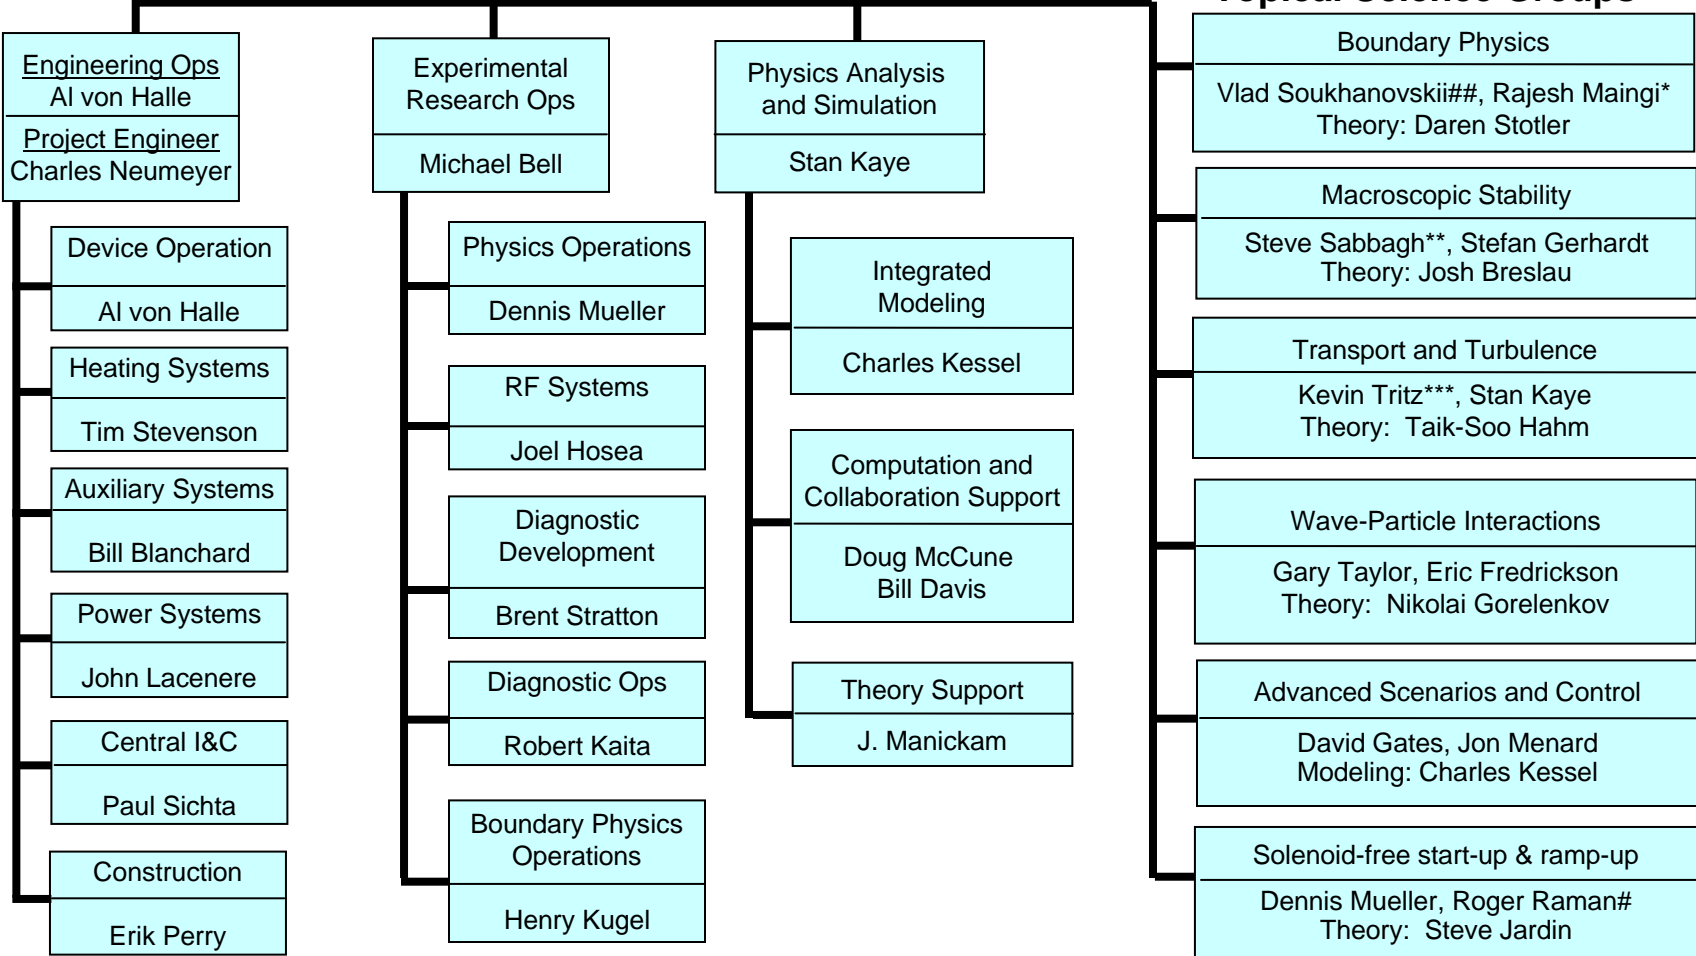 Topical Science Groups
Engineering Ops
Al von Halle
Project Engineer
Charles Neumeyer
Device Operation
Al von Halle
Heating Systems
Tim Stevenson
Auxiliary Systems
Bill Blanchard
Power Systems
John Lacenere
Central I&C
Paul Sichta
Construction
Erik Perry
Experimental
Research Ops
Michael Bell
Physics Operations
Dennis Mueller
RF Systems
Joel Hosea
Diagnostic
Development
Brent Stratton
Diagnostic Ops
Robert Kaita
Boundary Physics
Operations
Henry Kugel
Physics Analysis
and Simulation
Stan Kaye
Integrated
Modeling
Charles Kessel
Computation and
Collaboration Support
Doug McCune
Bill Davis
Theory Support
J. Manickam
Boundary Physics
Vlad Soukhanovskii##, Rajesh Maingi*
Theory: Daren Stotler
Macroscopic Stability
Steve Sabbagh**, Stefan Gerhardt
Theory: Josh Breslau
Transport and Turbulence
Kevin Tritz***, Stan Kaye
Theory:  Taik-Soo Hahm
Wave-Particle Interactions
Gary Taylor, Eric Fredrickson
Theory:  Nikolai Gorelenkov
Advanced Scenarios and Control
David Gates, Jon Menard
Modeling: Charles Kessel
Solenoid-free start-up & ramp-up
Dennis Mueller, Roger Raman#
Theory:  Steve Jardin